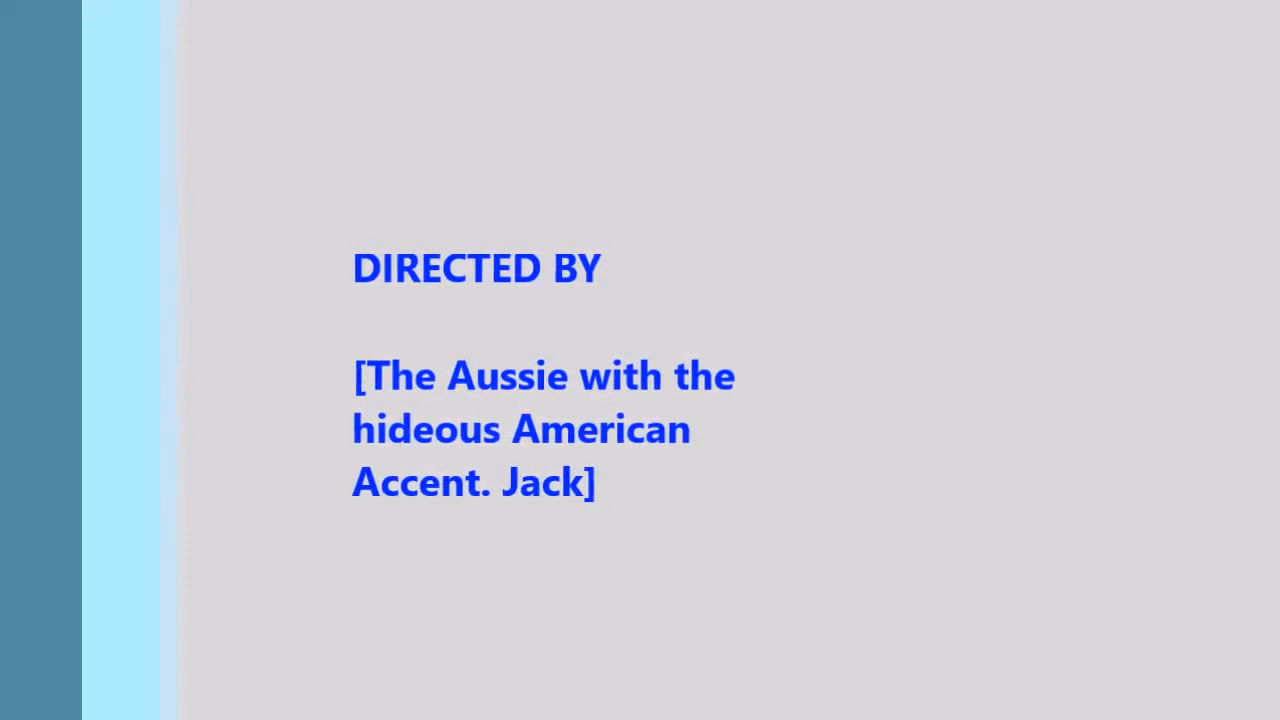 DIRECTED BY
[The Aussie with the
hideous American
Accent. Jack]